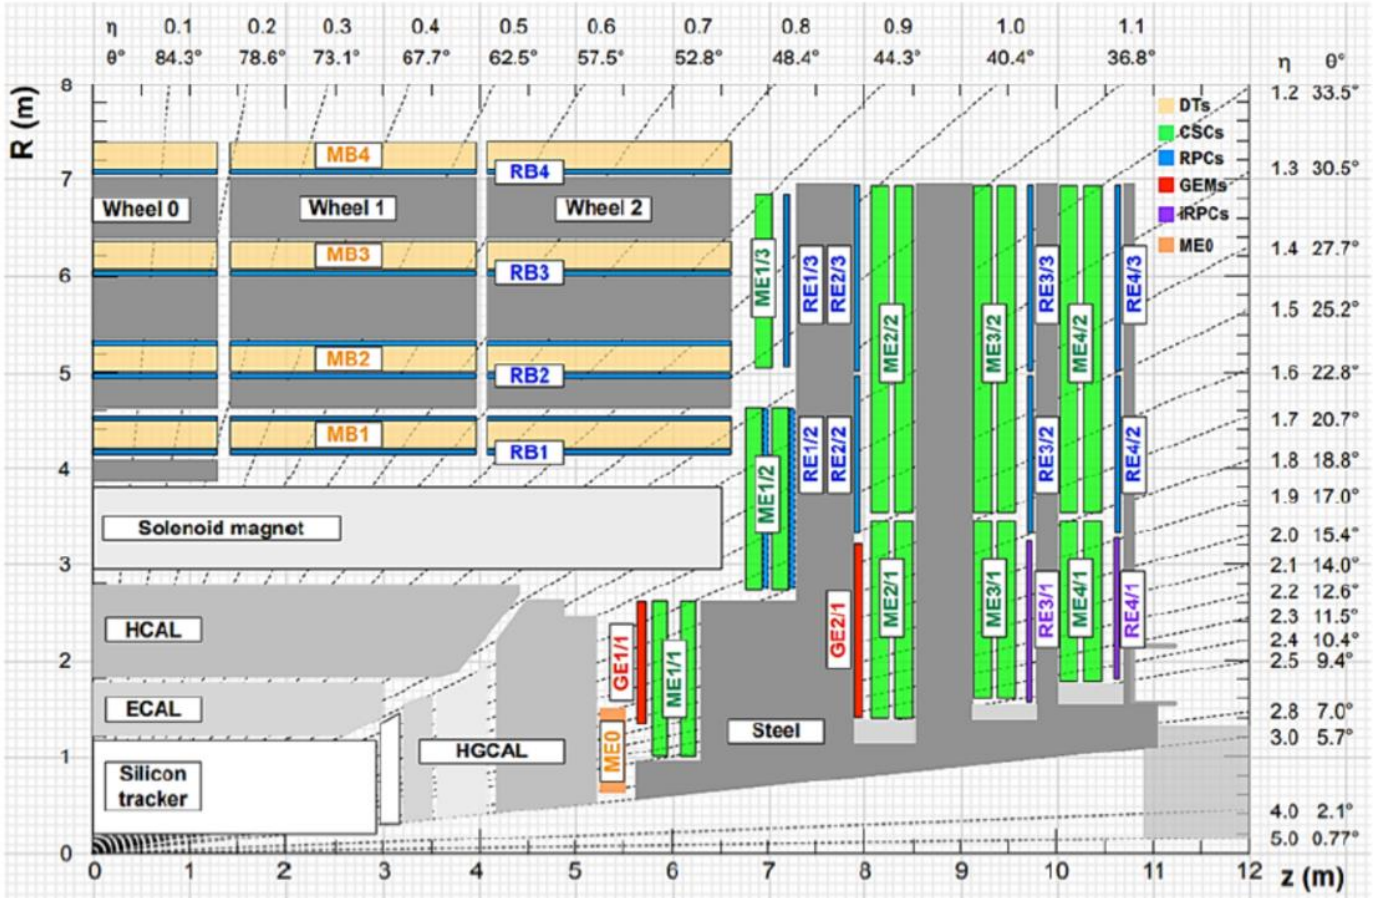 η 0.1 0.2 0.3 0.4 0.5 0.6 0.7 0.8 0.9 1.0 1.1
θ° 84.3° 78.6° 73.1° 67.7° 62.5° 57.5° 52.8° 48.4° 44.3° 40.4° 36.8° η θ°
R (m)
8
7
6
5
4
3
2
1
0
1.2 33.5°
1.3 30.5°
1.4 27.7°
1.5 25.2°
1.6 22.8°
1.7 20.7°
1.8 18.8°
1.9 17.0°
2.0 15.4°
2.1 14.0°
2.2 12.6°
2.3 11.5°
2.4 10.4°
2.5 9.4°
2.8 7.0°
3.0 5.7°
4.0 2.1°
5.0 0.77°
DTs
CSCs
RPCs
GEMs
iRPCs
ME0
MB4
RB4
Wheel 0 Wheel 1 Wheel 2
MB3
RB3
MB2
RB2
MB1
RB1
ME1/3
RE1/3
RE2/3
ME2/2
ME3/2
RE3/3
ME4/2
RE4/3
ME1/2
RE1/2
RE2/2
RE3/2
RE4/2
Solenoid magnet
HCAL
ECAL
Silicon
tracker
HGCAL
GE1/1
ME1/1
ME0
Steel
GE2/1
ME2/1
ME3/1
RE3/1
ME4/1
RE4/1
0 1 2 3 4 5 6 7 8 9 10 11 12
z (m)